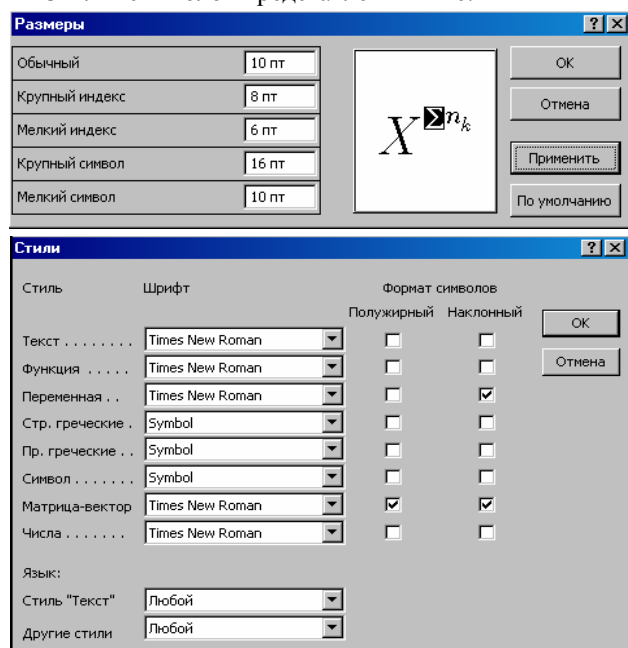 Размеры
Обычный 10 пт ОК
Крупный индекс 8 пт Отмена
Мелкий индекс 6 пт
Крупный символ 16 пт Применить
Мелкий символ 10 пт По умолчанию
X Σ n k
Стили
Стиль Шрифт Формат символов
Полужирный Наклонный
ОК
Текст . . . . . . . . Times New Roman
Отмена
Функция . . . . . Times New Roman
Переменная . . Times New Roman
Стр. греческие . Symbol
Пр. греческие . . Symbol
Символ . . . . . . . Symbol
Матрица-вектор Times New Roman
Числа . . . . . . . Times New Roman
Язык:
Стиль "Текст" Любой
Другие стили Любой